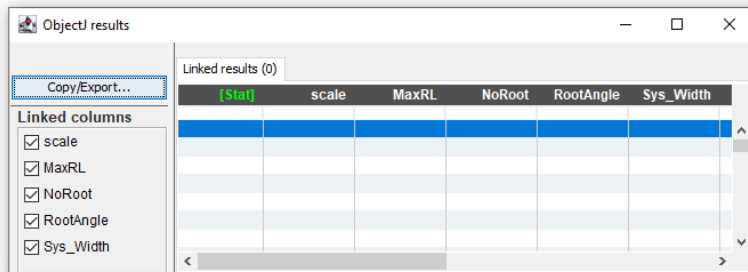 ObjectJ results
Copy/Export...
Linked columns
scale
MaxRL
NoRoot
RootAngle
Sys_Width
Linked results (0)
[Stat] scale MaxRL NoRoot RootAngle Sys_Width